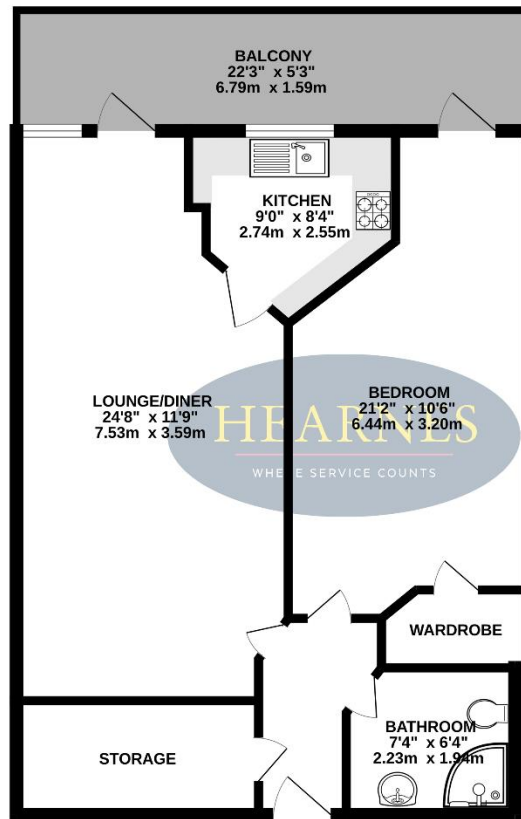 BALCONY
22'3" x 5'3"
6.79m x 1.59m
KITCHEN
9'0" x 8'4"
2.74m x 2.55m
LOUNGE/DINER
24'8" x 11'9"
7.53m x 3.59m
BEDROOM
21'2" x 10'6"
6.44m x 3.20m
HEARNES
WHERE SERVICE COUNTS
WARDROBE
BATHROOM
7'4" x 6'4"
2.23m x 1.94m
STORAGE